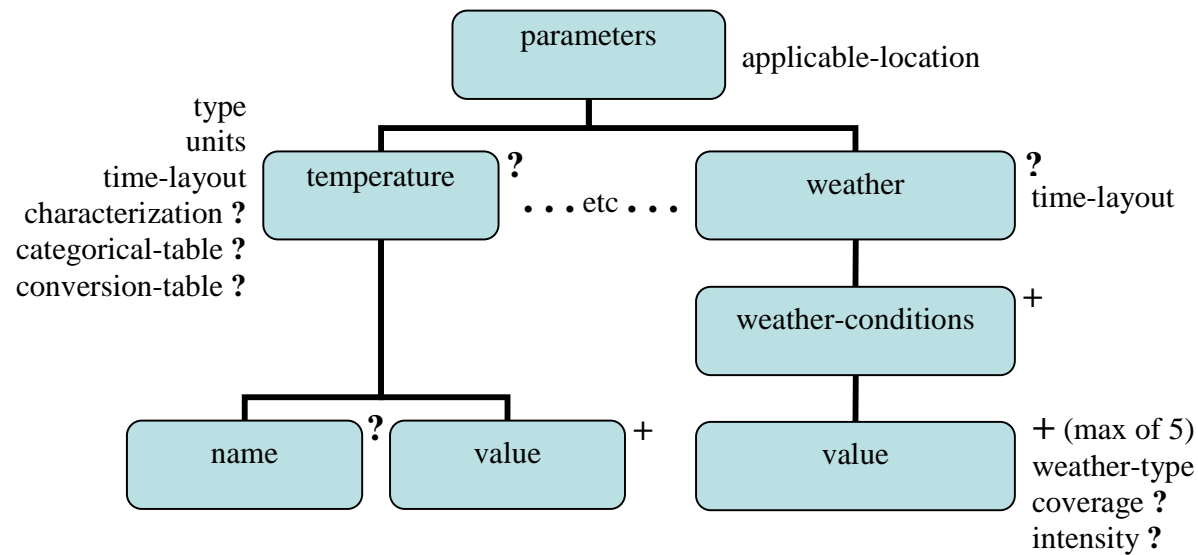 parameters
applicable-location
type
units
time-layout
characterization ?
categorical-table ?
conversion-table ?
temperature
?
. . . etc . . .
weather
?
time-layout
weather-conditions
+
name
?
value
+
value
+ (max of 5)
weather-type
coverage ?
intensity ?